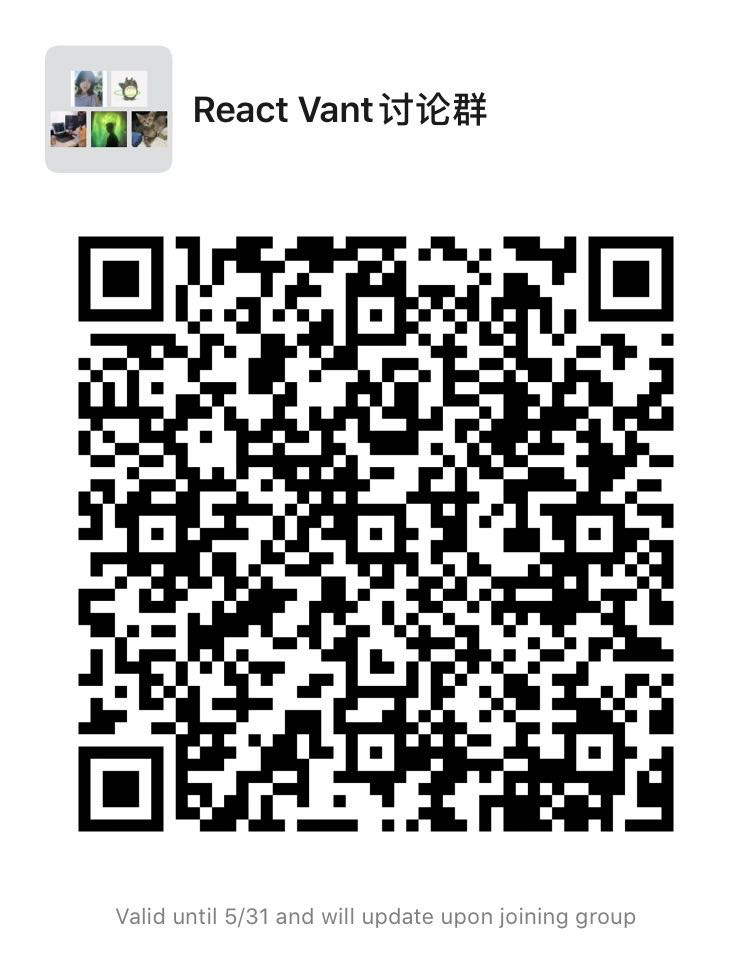 React Vant讨论群
Valid until 5/31 and will update upon joining group